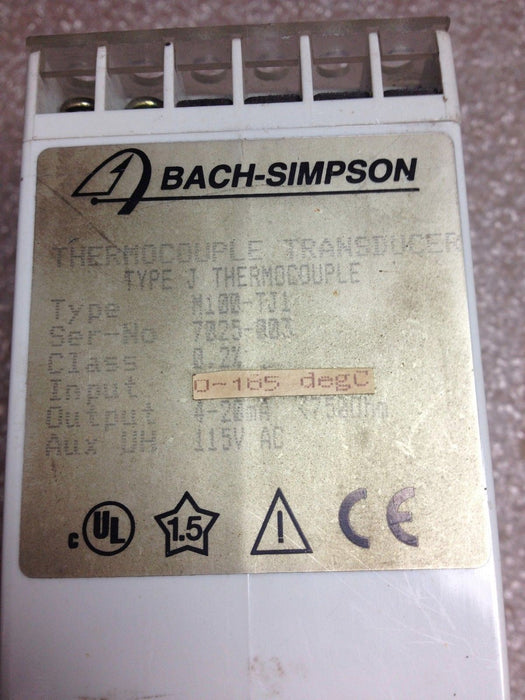 BACH-SIMPSON
THERMOCOUPLE TRANSDUCER
TYPE J THERMOCOUPLE
Type M100-TJ1
Ser-No 7025-003
Class 0.2%
Input 0-165 degC
Output 4-20mA
Aux UH 115V AC
c UL 1.5 ! CE